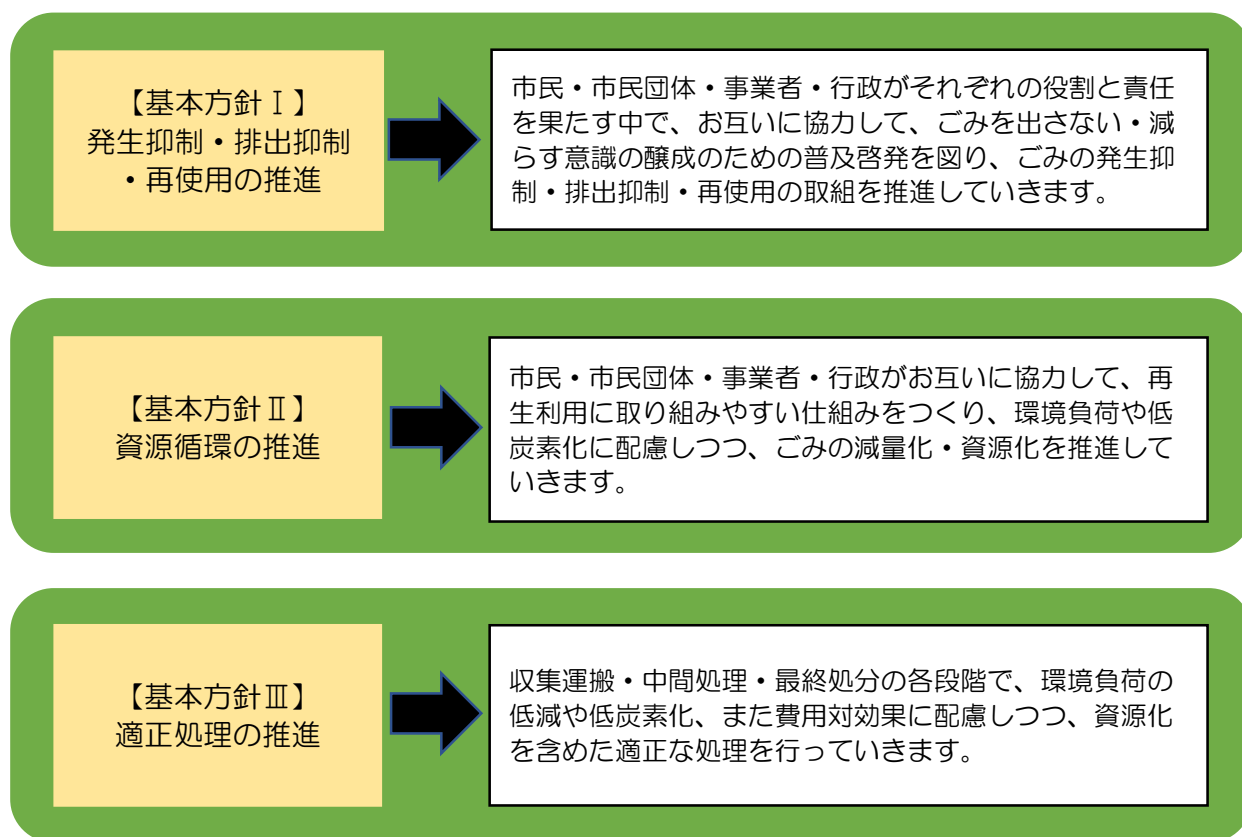 【基本方針Ⅰ】
発生抑制・排出抑制
・再使用の推進
市民・市民団体・事業者・行政がそれぞれの役割と責任
を果たす中で、お互いに協力して、ごみを出さない・減
らす意識の醸成のための普及啓発を図り、ごみの発生抑
制・排出抑制・再使用の取組を推進していきます。
【基本方針Ⅱ】
資源循環の推進
市民・市民団体・事業者・行政がお互いに協力して、再
生利用に取り組みやすい仕組みをつくり、環境負荷や低
炭素化に配慮しつつ、ごみの減量化・資源化を推進して
いきます。
【基本方針Ⅲ】
適正処理の推進
収集運搬・中間処理・最終処分の各段階で、環境負荷の
低減や低炭素化、また費用対効果に配慮しつつ、資源化
を含めた適正な処理を行っていきます。